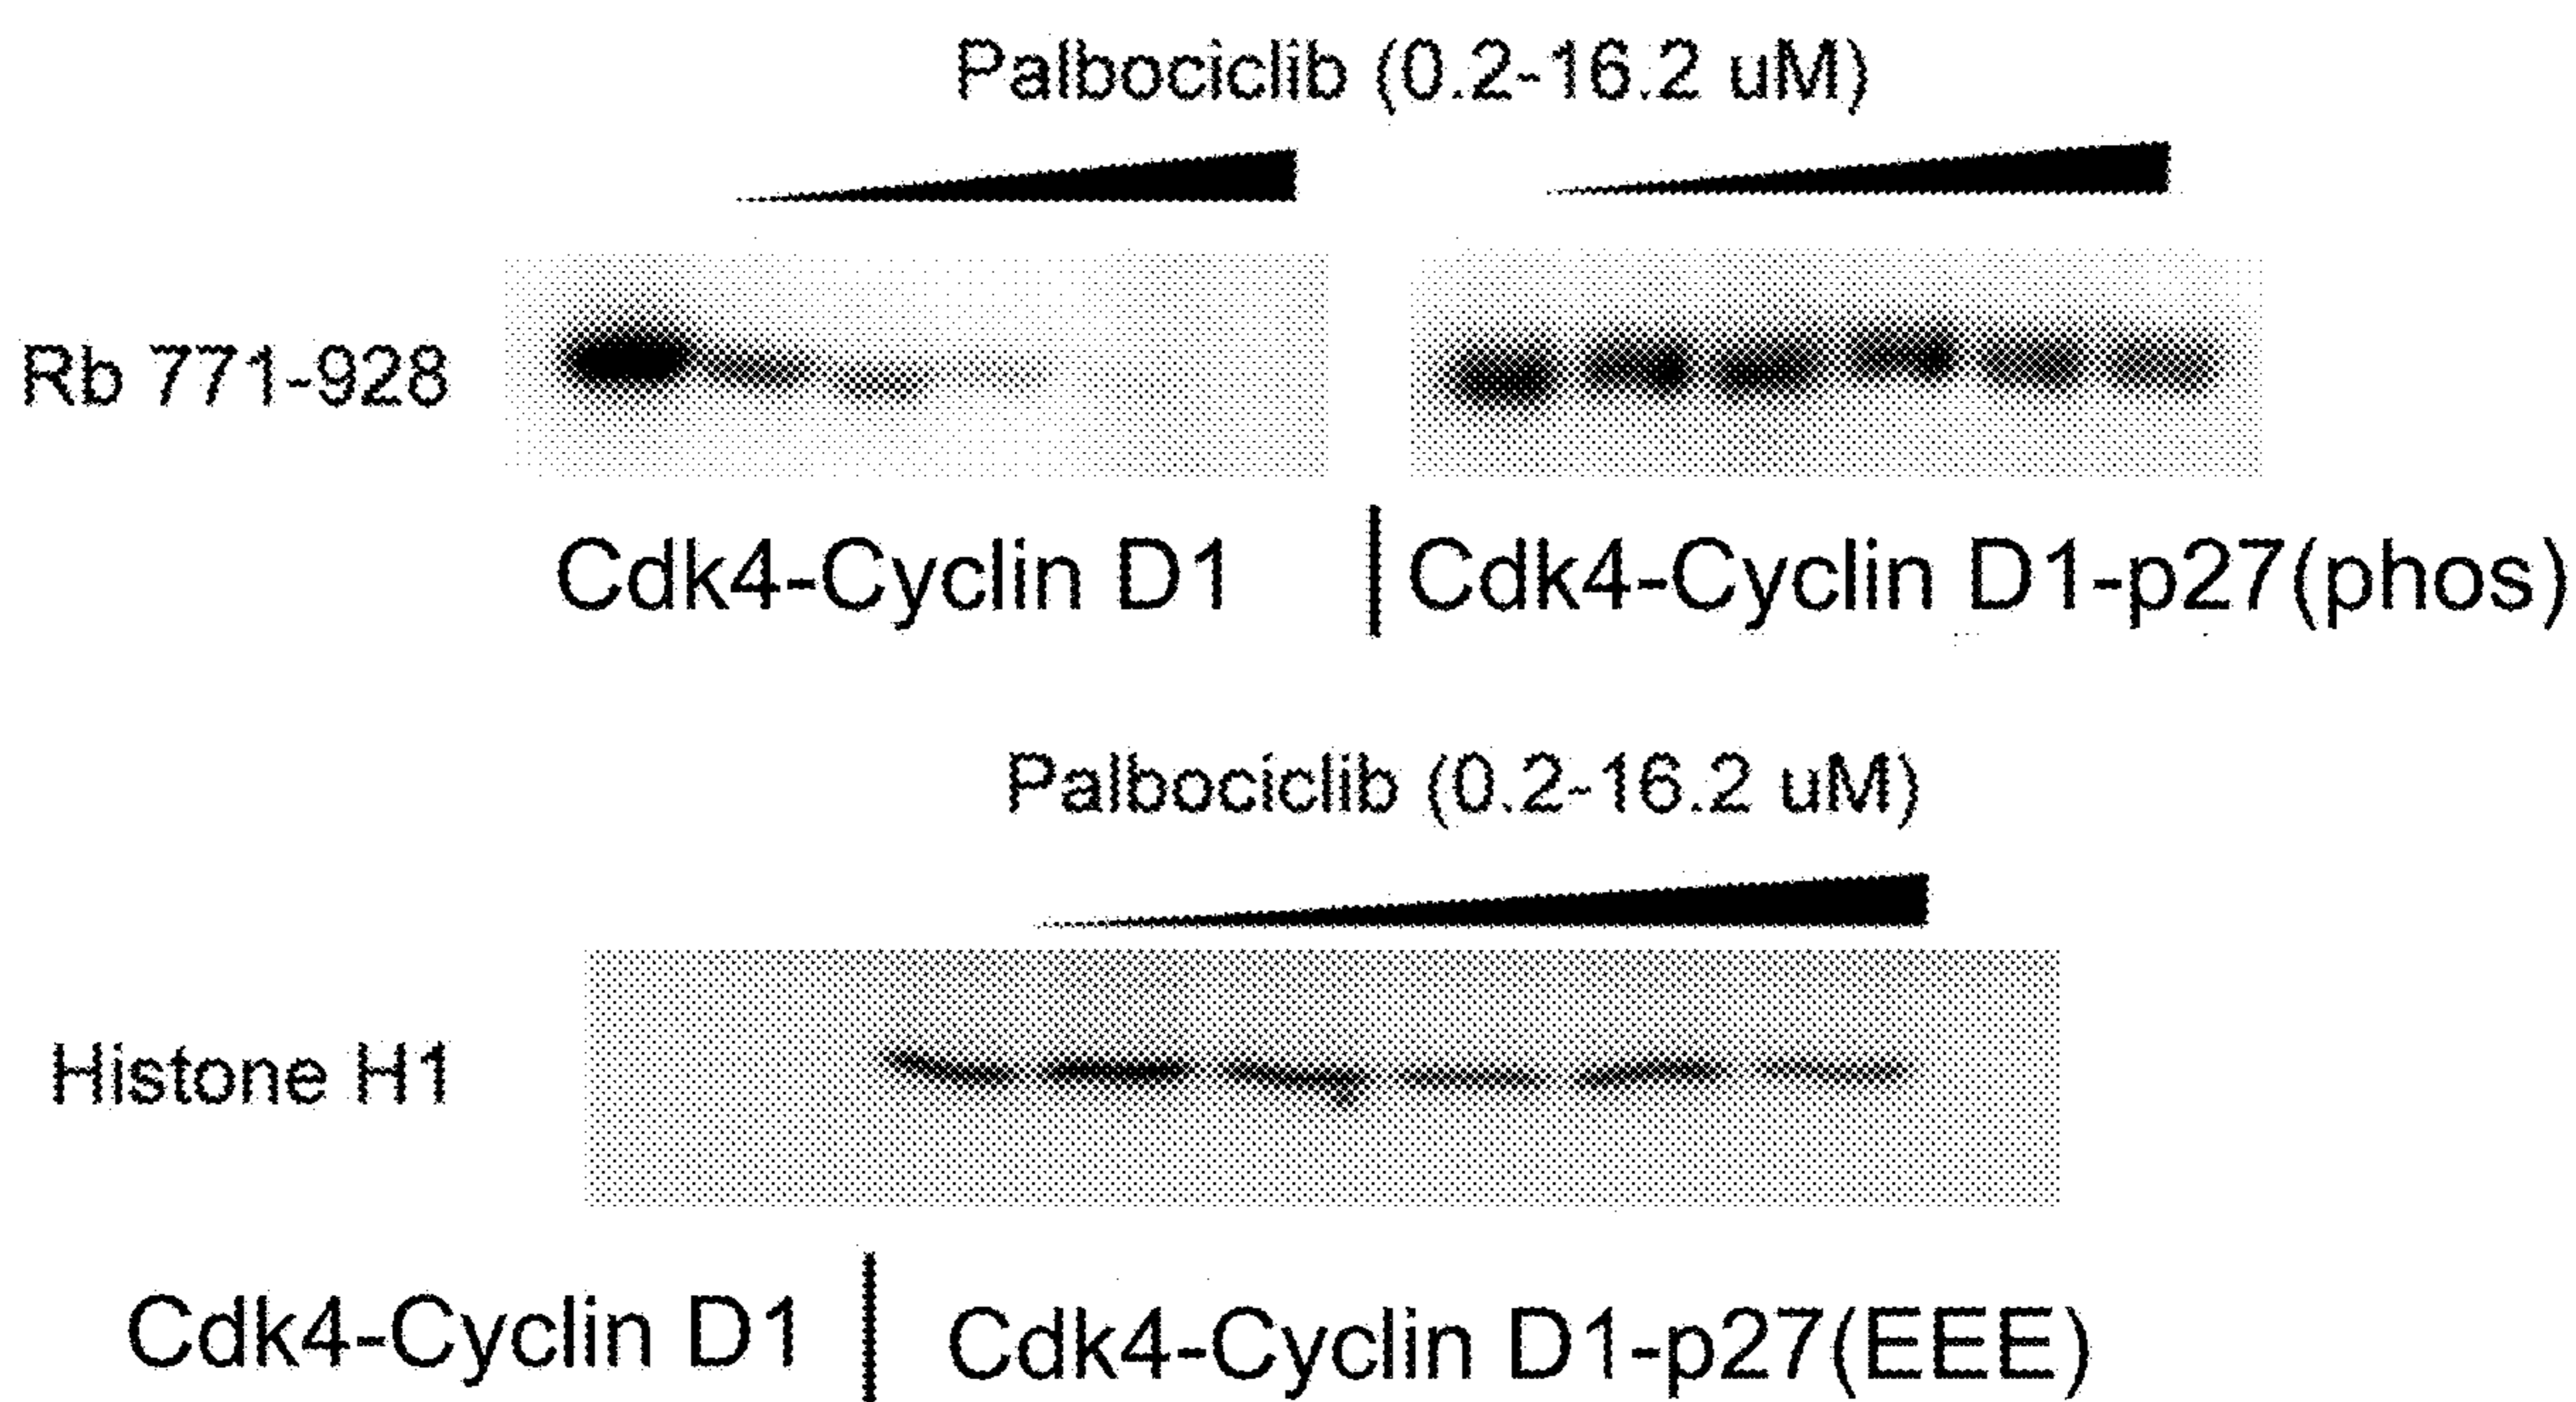 Palbociclib (0.2-16.2 uM)
Rb 771-928
Cdk4-Cyclin D1 | Cdk4-Cyclin D1-p27(phos)
Palbociclib (0.2-16.2 uM)
Histone H1
Cdk4-Cyclin D1 | Cdk4-Cyclin D1-p27(EEE)